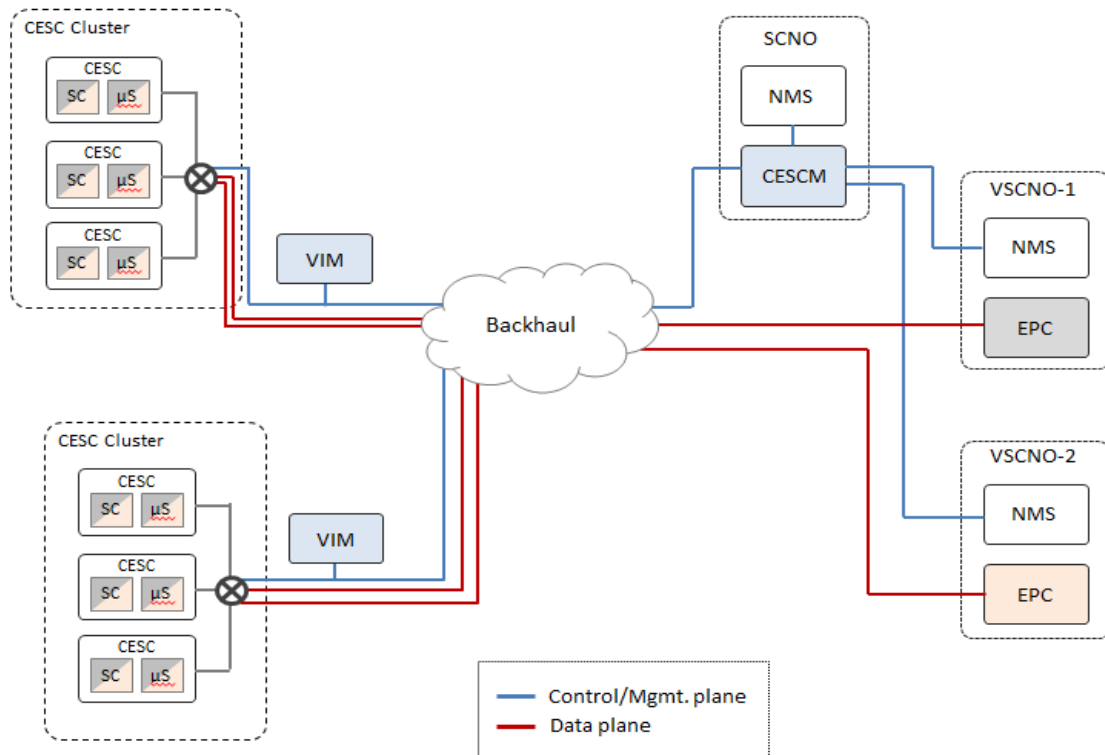 CESC Cluster
CESC
SC
µS
CESC
SC
µS
CESC
SC
µS
VIM
SCNO
NMS
CESCM
VSCNO-1
NMS
EPC
Backhaul
CESC Cluster
CESC
SC
µS
CESC
SC
µS
CESC
SC
µS
VIM
VSCNO-2
NMS
EPC
Control/Mgmt. plane
Data plane